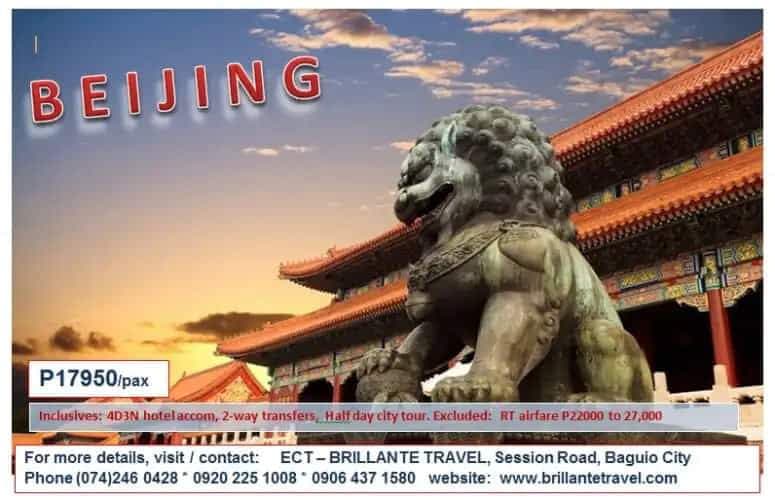 BEIJING
P17950/pax
Inclusives: 4D3N hotel accom, 2-way transfers, Half day city tour. Excluded: RT airfare P22000 to 27,000
For more details, visit / contact: ECT – BRILLANTE TRAVEL, Session Road, Baguio City
Phone (074)246 0428 * 0920 225 1008 * 0906 437 1580 website: www.brillantetravel.com